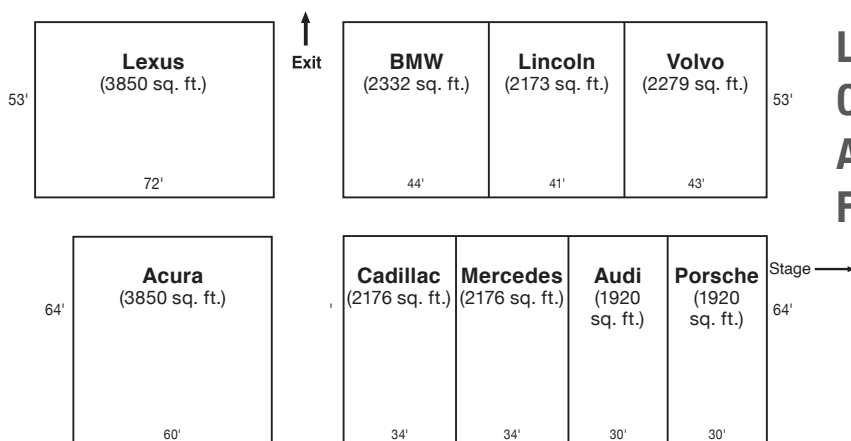 Lexus
(3850 sq. ft.)
53'
72'
Exit
BMW
(2332 sq. ft.)
44'
Lincoln
(2173 sq. ft.)
41'
Volvo
(2279 sq. ft.)
43'
53'
L
A
Acura
(3850 sq. ft.)
64'
60'
'
Cadillac
(2176 sq. ft.)
34'
Mercedes
(2176 sq. ft.)
34'
Audi
(1920
sq. ft.)
30'
Porsche
(1920
sq. ft.)
30'
Stage
64'